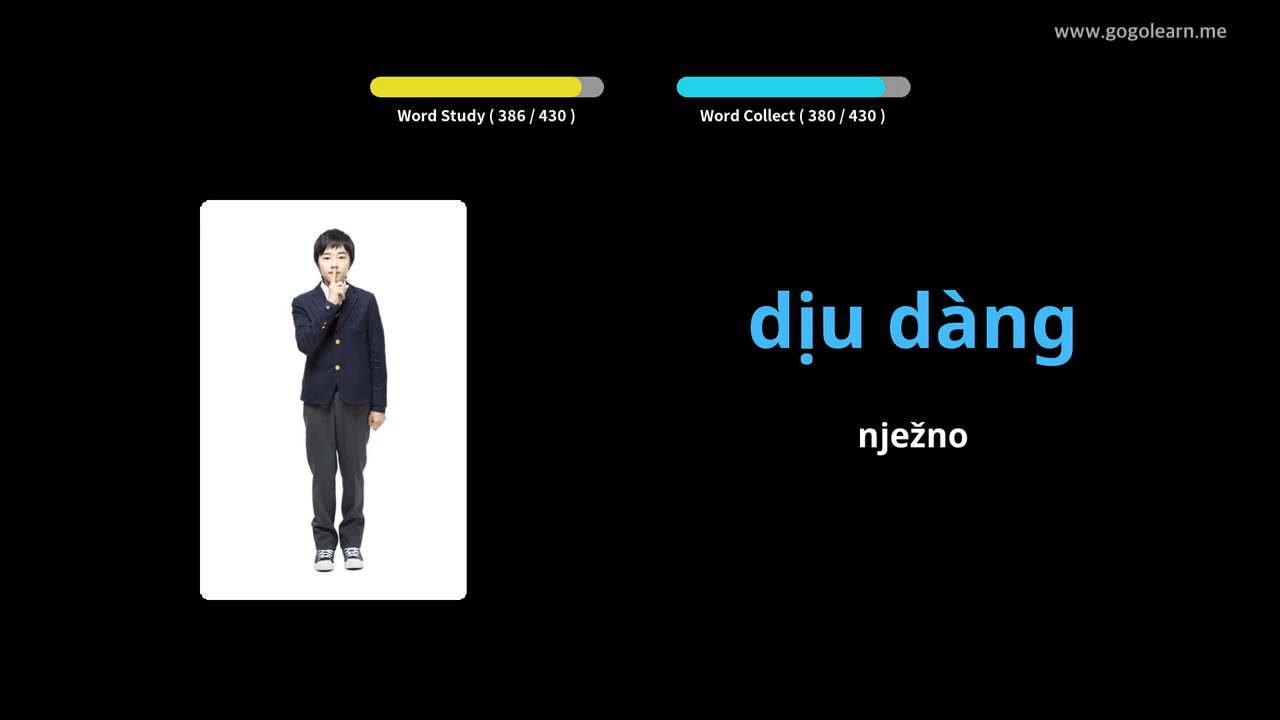 www.gogolearn.me
Word Study ( 386 / 430 )
Word Collect ( 380 / 430 )
dịu dàng
nježno